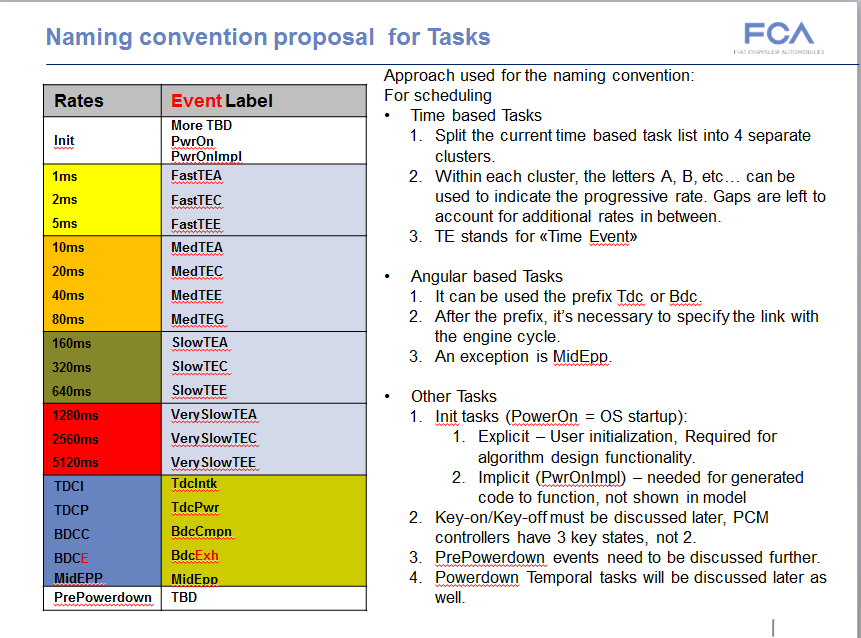 Naming convention proposal for Tasks
FCA
FIAT CHRYSLER AUTOMOBILES
Rates Event Label
Init
More TBD
PwrOn
PwrOnImpl
1ms FastTEA
2ms FastTEC
5ms FastTEE
10ms MedTEA
20ms MedTEC
40ms MedTEE
80ms MedTEG
160ms SlowTEA
320ms SlowTEC
640ms SlowTEE
1280ms VerySlowTEA
2560ms VerySlowTEC
5120ms VerySlowTEE
TDCI TdcIntk
TDCP TdcPwr
BDCC BdcCmpn
BDCE BdcExh
MidEPP MidEpp
PrePowerdown TBD
Approach used for the naming convention:
For scheduling
• Time based Tasks
1. Split the current time based task list into 4 separate
clusters.
2. Within each cluster, the letters A, B, etc… can be
used to indicate the progressive rate. Gaps are left to
account for additional rates in between.
3. TE stands for «Time Event»
• Angular based Tasks
1. It can be used the prefix Tdc or Bdc.
2. After the prefix, it’s necessary to specify the link with
the engine cycle.
3. An exception is MidEpp.
• Other Tasks
1. Init tasks (PowerOn = OS startup):
1. Explicit – User initialization, Required for
algorithm design functionality.
2. Implicit (PwrOnImpl) – needed for generated
code to function, not shown in model
2. Key-on/Key-off must be discussed later, PCM
controllers have 3 key states, not 2.
3. PrePowerdown events need to be discussed further.
4. Powerdown Temporal tasks will be discussed later as
well.